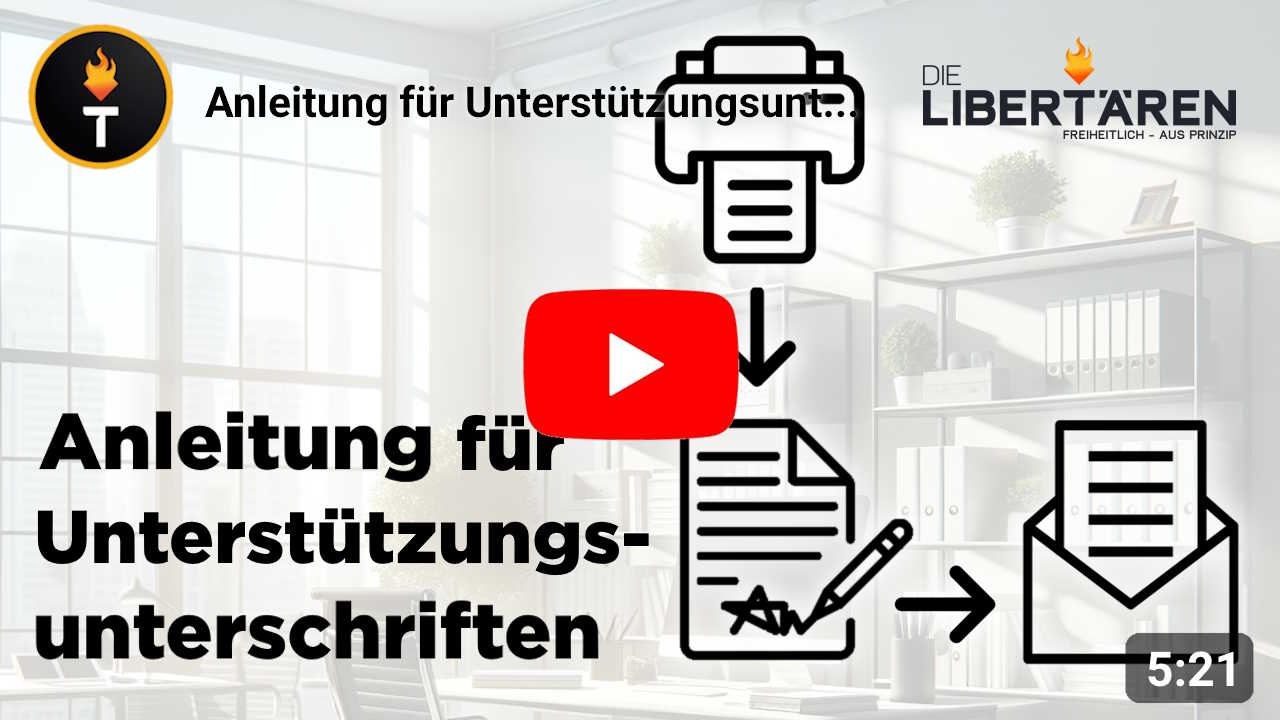 T
Anleitung für Unterstützungsunt...
DIE
LIBERTÄREN
FREIHEITLICH - AUS PRINZIP
Anleitung für
Unterstützungs-
unterschriften
5:21